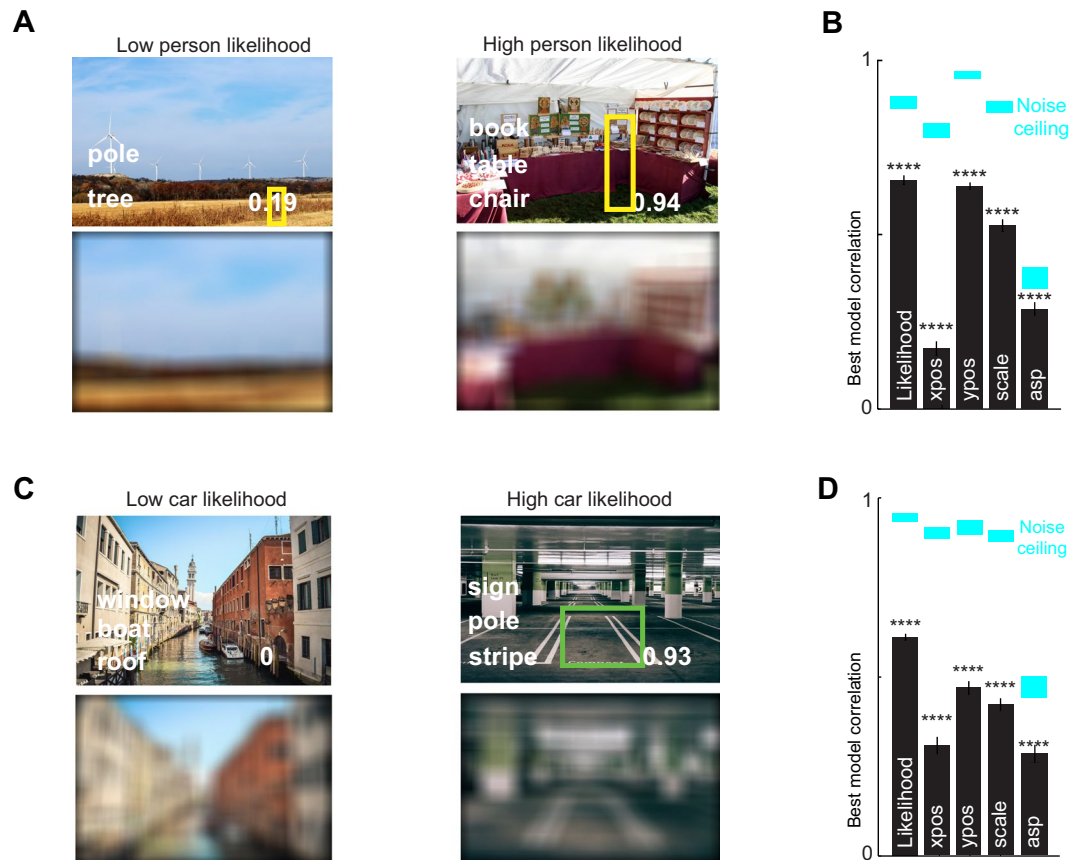 A
Low person likelihood
pole
tree
0.19
High person likelihood
book
table
chair
0.94
B
1
0
Best model correlation
Noise
ceiling
****
****
****
****
****
Likelihood
xpos
ypos
scale
asp
C
Low car likelihood
window
boat
roof
0
High car likelihood
sign
pole
stripe
0.93
D
1
0
Best model correlation
Noise
ceiling
****
****
****
****
****
Likelihood
xpos
ypos
scale
asp